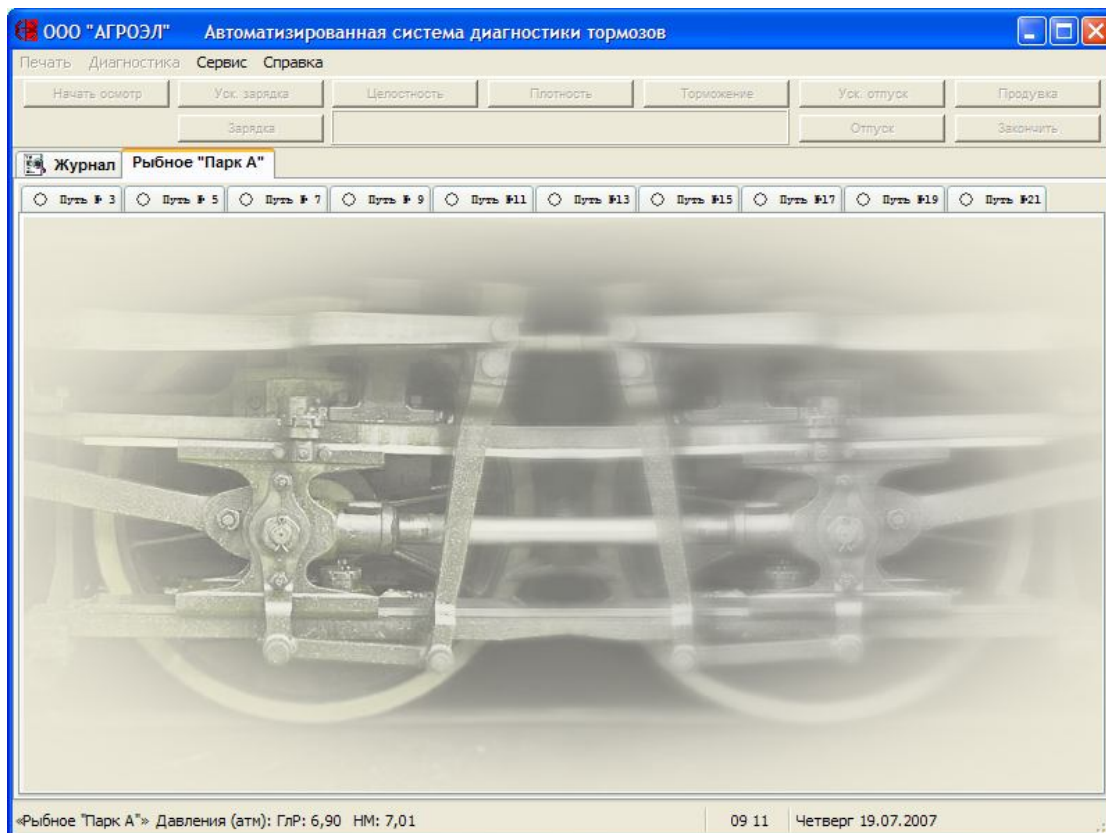 ООО "АГРОЭЛ" Автоматизированная система диагностики тормозов
Печать Диагностика Сервис Справка
Начать осмотр Уск. зарядка Целостность Плотность Торможение Уск. отпуск Продувка
Зарядка Отпуск Закончить
Журнал Рыбное "Парк А"
Путь № 3 Путь № 5 Путь № 7 Путь № 9 Путь №11 Путь №13 Путь №15 Путь №17 Путь №19 Путь №21
«Рыбное "Парк А"» Давления (атм): ГлР: 6,90 НМ: 7,01 09 11 Четверг 19.07.2007